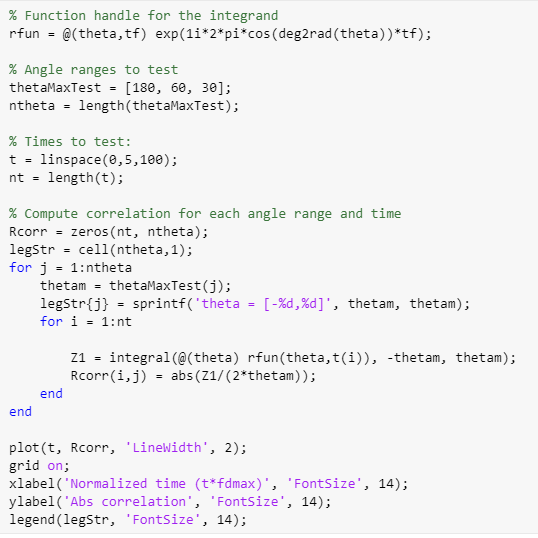 % Function handle for the integrand
rfun = @(theta,tf) exp(1i*2*pi*cos(deg2rad(theta))*tf);
% Angle ranges to test
thetaMaxTest = [180, 60, 30];
ntheta = length(thetaMaxTest);
% Times to test:
t = linspace(0,5,100);
nt = length(t);
% Compute correlation for each angle range and time
Rcorr = zeros(nt, ntheta);
legStr = cell(ntheta,1);
for j = 1:ntheta
    thetam = thetaMaxTest(j);
    legStr{j} = sprintf('theta = [-%d,%d]', thetam, thetam);
    for i = 1:nt
        Z1 = integral(@(theta) rfun(theta,t(i)), -thetam, thetam);
        Rcorr(i,j) = abs(Z1/(2*thetam));
    end
end
plot(t, Rcorr, 'LineWidth', 2);
grid on;
xlabel('Normalized time (t*fdmax)', 'FontSize', 14);
ylabel('Abs correlation', 'FontSize', 14);
legend(legStr, 'FontSize', 14);